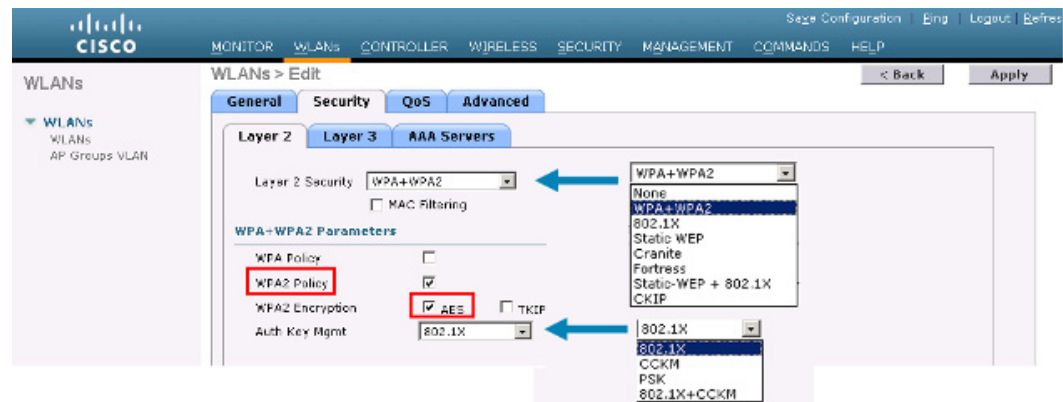 Save Configuration | Ping | Logout | Refres
CISCO
MONITOR WLANs CONTROLLER WIRELESS SECURITY MANAGEMENT COMMANDS HELP
WLANs
WLANs > Edit
< Back
Apply
General
Security
QoS
Advanced
WLANs
WLANs
AP Groups VLAN
Layer 2
Layer 3
AAA Servers
Layer 2 Security
WPA+WPA2
MAC Filtering
WPA+WPA2 Parameters
WPA Policy
WPA2 Policy
WPA2 Encryption
AES
TKIP
Auth Key Mgmt
802.1X
WPA+WPA2
None
WPA+WPA2
802.1X
Static WEP
Cranite
Fortress
Static-WEP + 802.1X
CKIP
802.1X
802.1X
CCKM
PSK
802.1X+CCKM